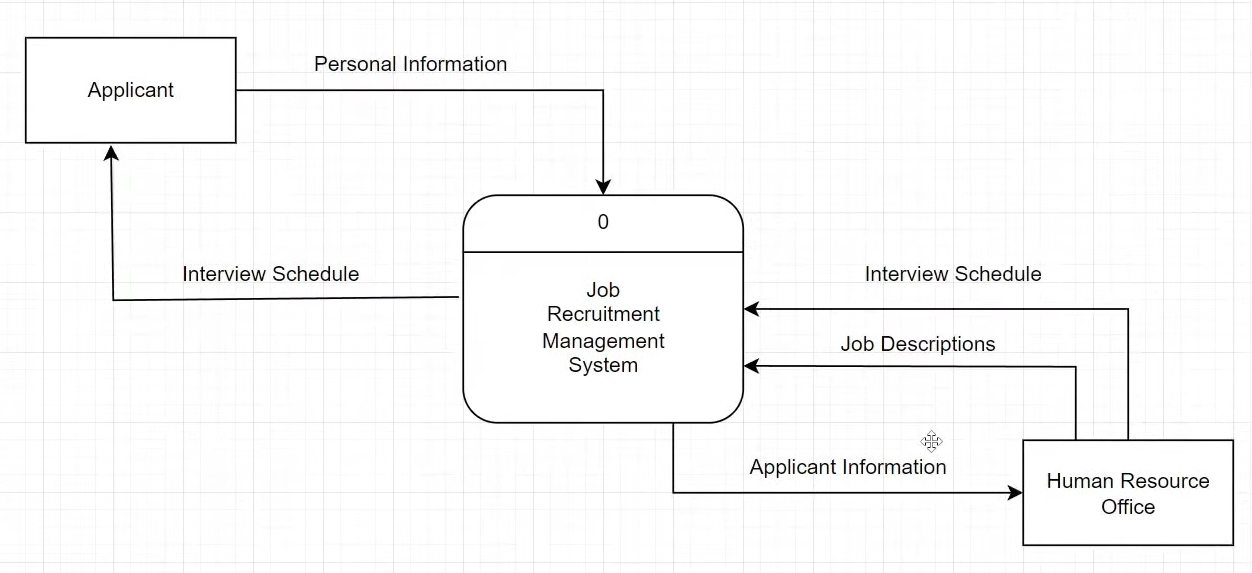 Personal Information
Applicant
0
Interview Schedule
Interview Schedule
Job
Recruitment
Management
System
Job Descriptions
Applicant Information
Human Resource
Office